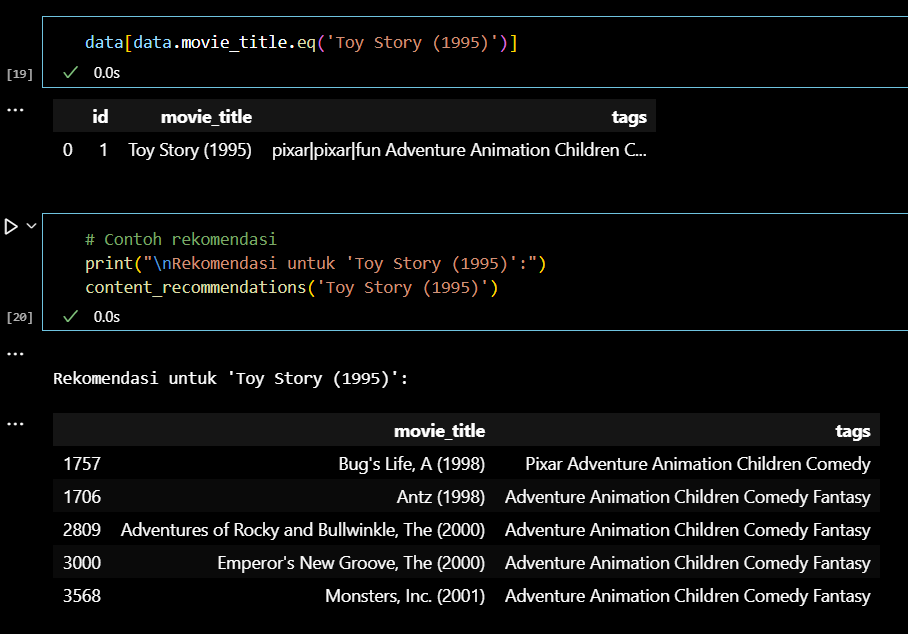 data[data.movie_title.eq('Toy Story (1995)')]
[19] 0.0s
id movie_title tags
0 1 Toy Story (1995) pixar|pixar|fun Adventure Animation Children C...
# Contoh rekomendasi
print("\nRekomendasi untuk 'Toy Story (1995)':")
content_recommendations('Toy Story (1995)')
[20] 0.0s
Rekomendasi untuk 'Toy Story (1995)':
movie_title tags
1757 Bug's Life, A (1998) Pixar Adventure Animation Children Comedy
1706 Antz (1998) Adventure Animation Children Comedy Fantasy
2809 Adventures of Rocky and Bullwinkle, The (2000) Adventure Animation Children Comedy Fantasy
3000 Emperor's New Groove, The (2000) Adventure Animation Children Comedy Fantasy
3568 Monsters, Inc. (2001) Adventure Animation Children Comedy Fantasy